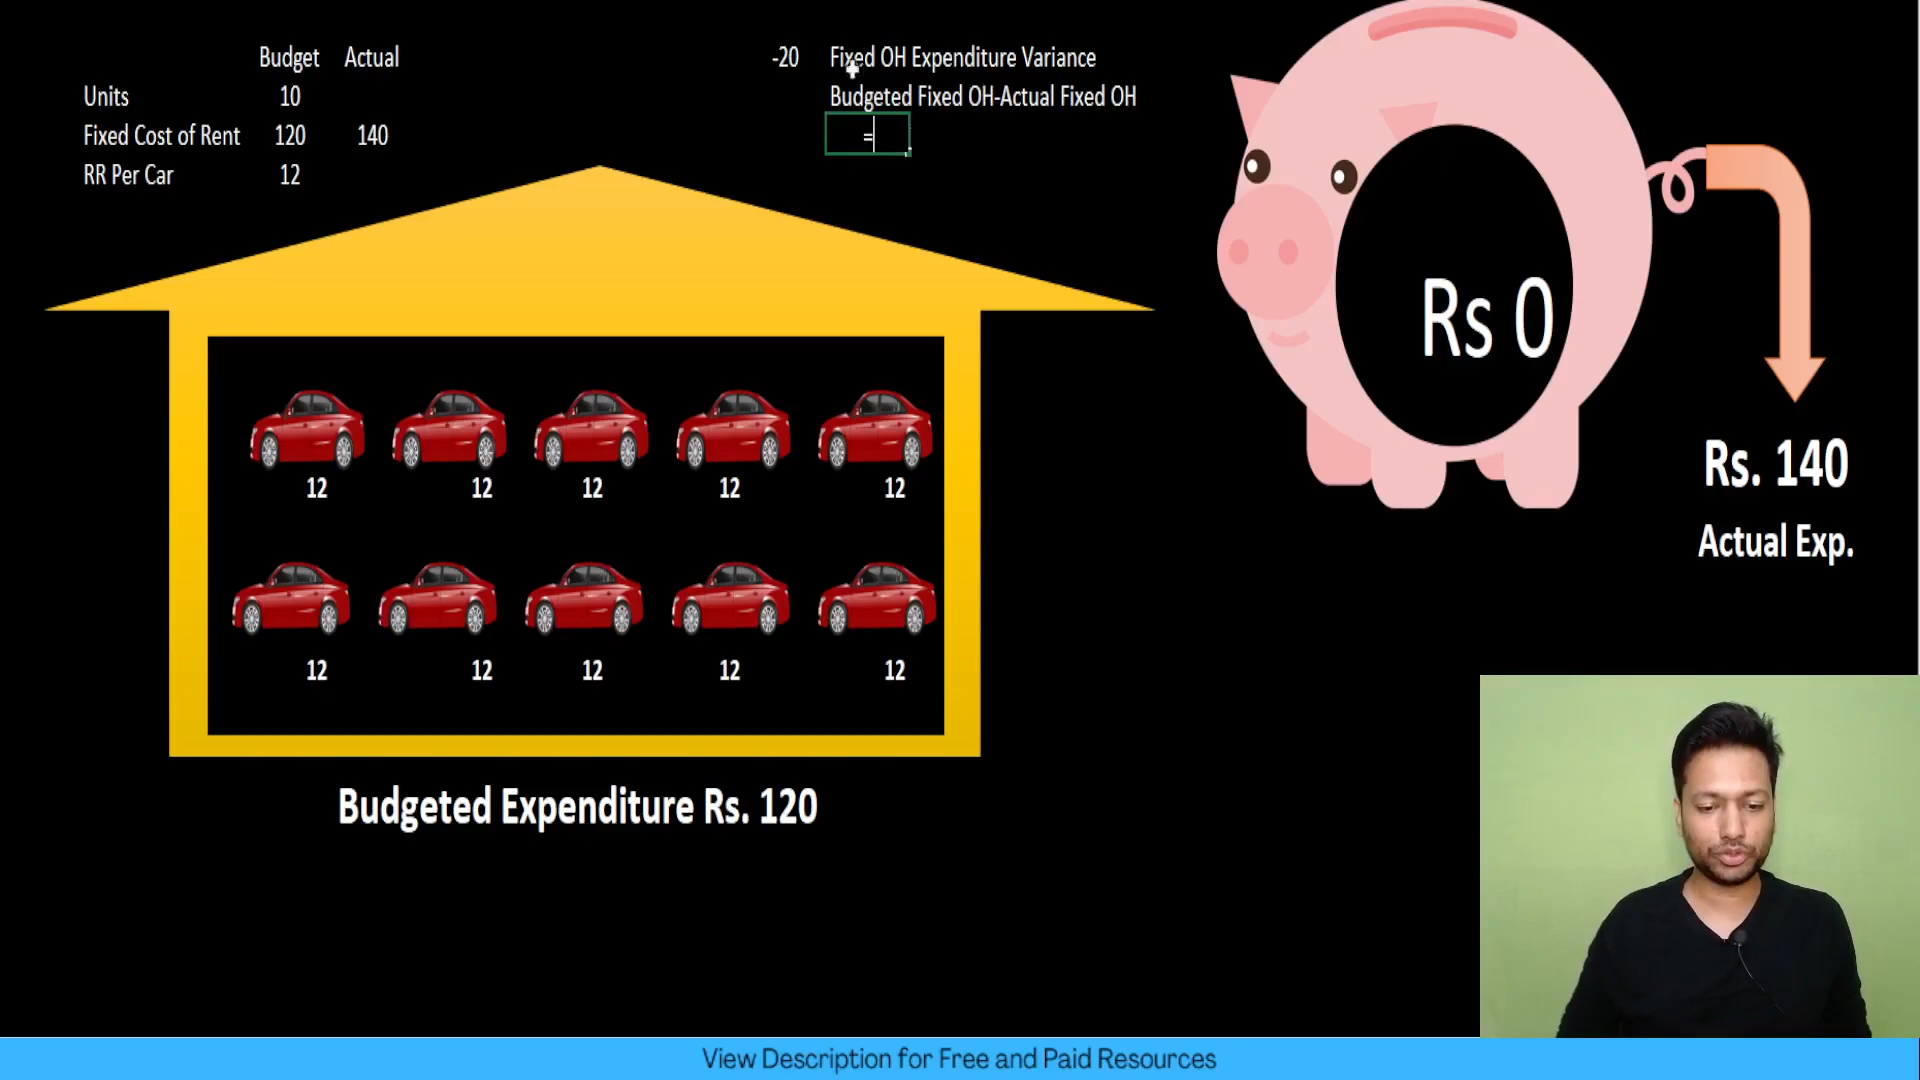 Budget Actual
Units 10
Fixed Cost of Rent 120 140
RR Per Car 12
-20 Fixed OH Expenditure Variance
Budgeted Fixed OH-Actual Fixed OH
=
12 12 12 12 12
12 12 12 12 12
Budgeted Expenditure Rs. 120
Rs 0
Rs. 140
Actual Exp.
View Description for Free and Paid Resources